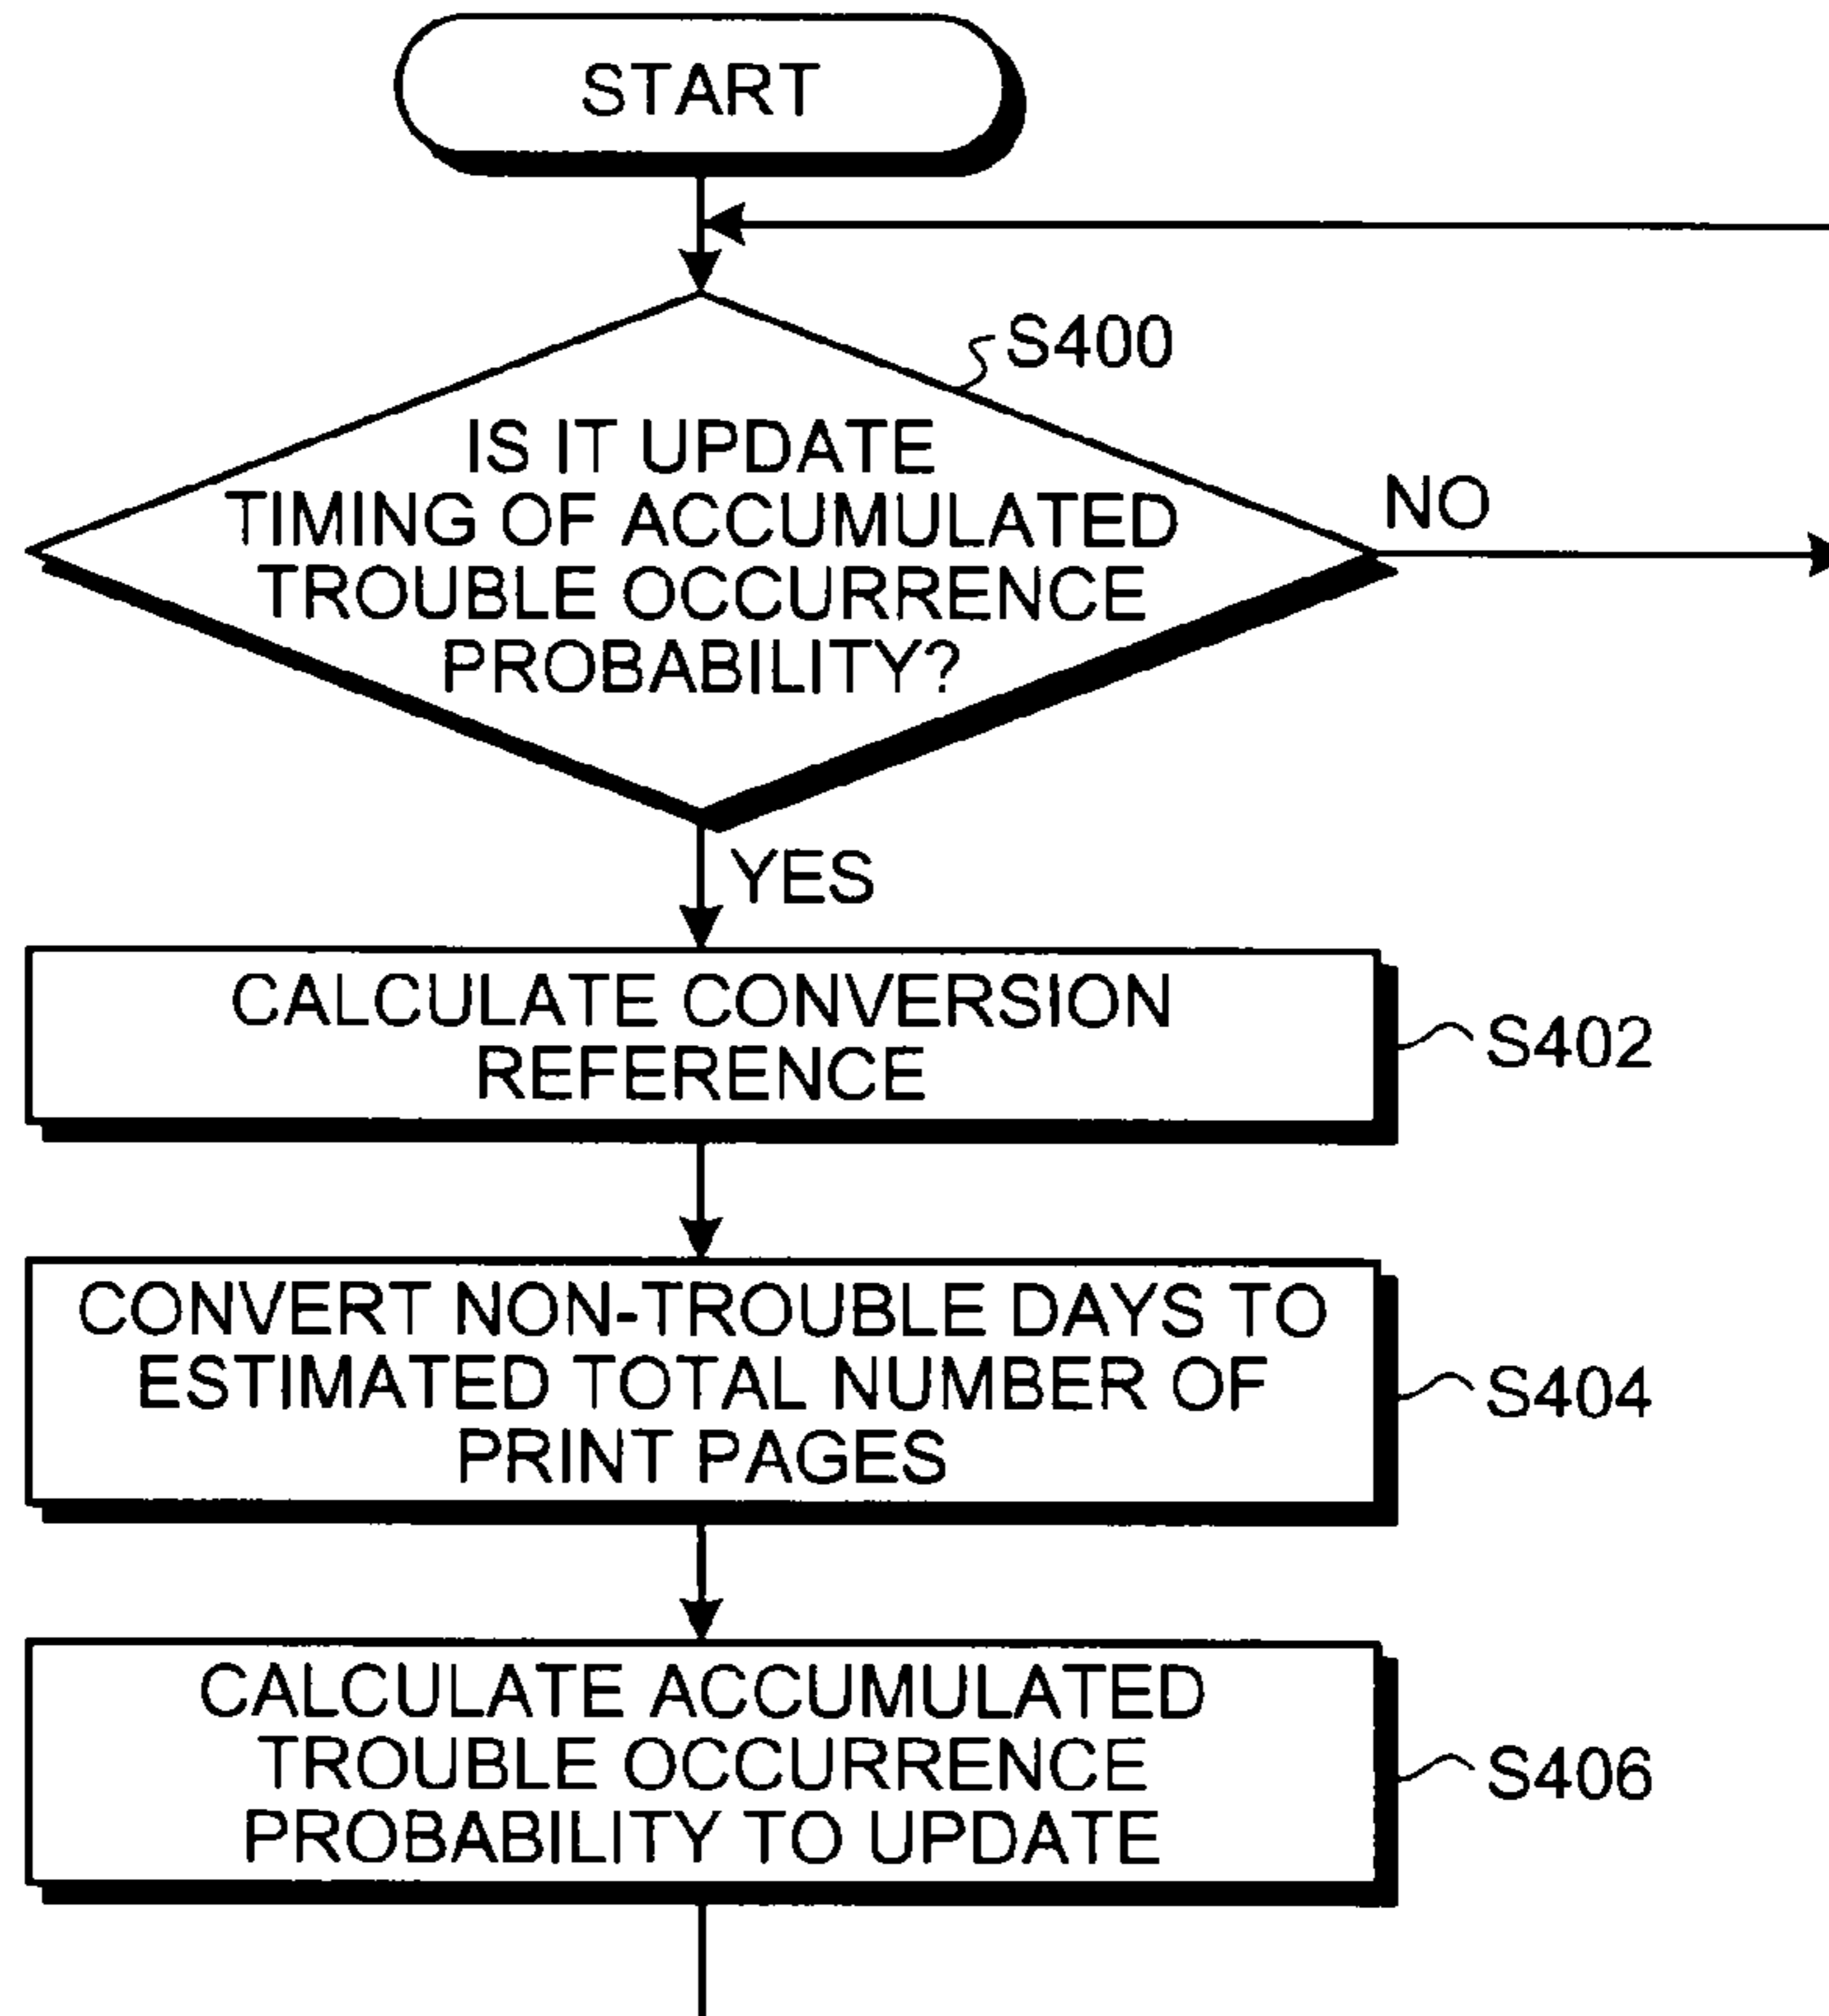 START
S400
IS IT UPDATE
TIMING OF ACCUMULATED
TROUBLE OCCURRENCE
PROBABILITY?
NO
YES
CALCULATE CONVERSION
REFERENCE
S402
CONVERT NON-TROUBLE DAYS TO
ESTIMATED TOTAL NUMBER OF
PRINT PAGES
S404
CALCULATE ACCUMULATED
TROUBLE OCCURRENCE
PROBABILITY TO UPDATE
S406